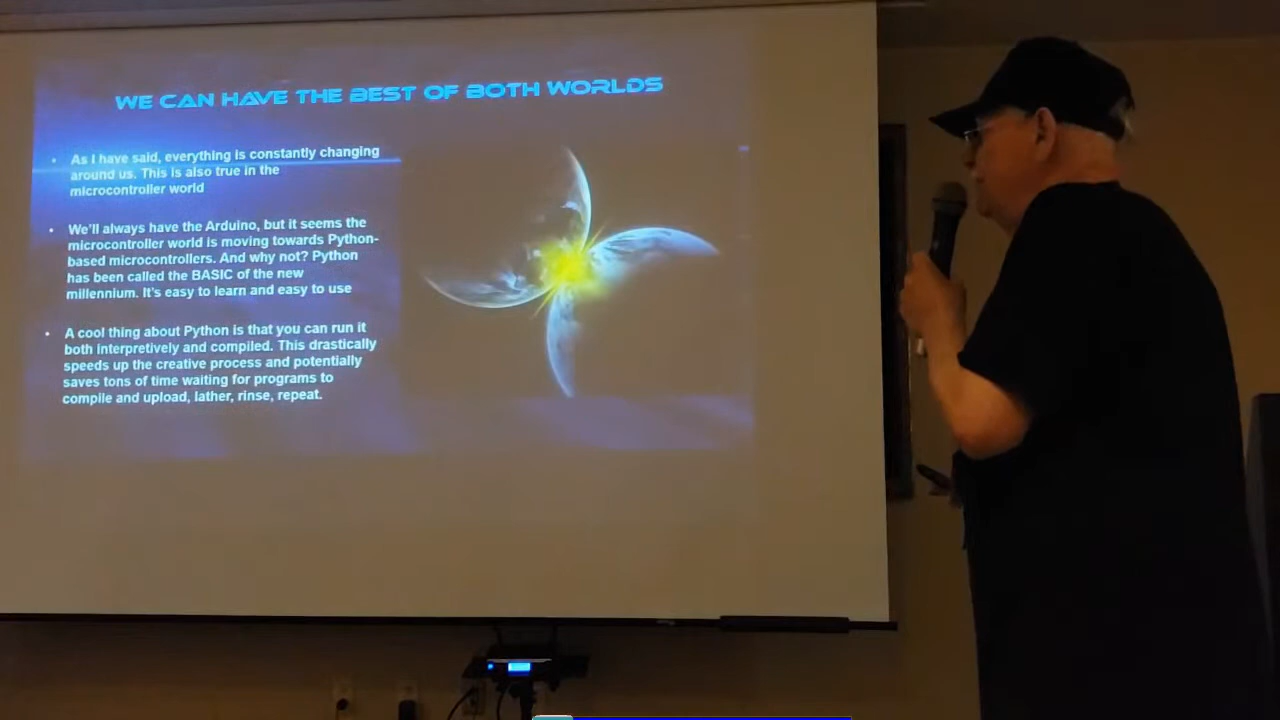 WE CAN HAVE THE BEST OF BOTH WORLDS
• As I have said, everything is constantly changing
around us. This is also true in the
microcontroller world
• We'll always have the Arduino, but it seems the
microcontroller world is moving towards Python-
based microcontrollers. And why not? Python
has been called the BASIC of the new
millennium. It's easy to learn and easy to use
• A cool thing about Python is that you can run it
both interpretively and compiled. This drastically
speeds up the creative process and potentially
saves tons of time waiting for programs to
compile and upload, lather, rinse, repeat.